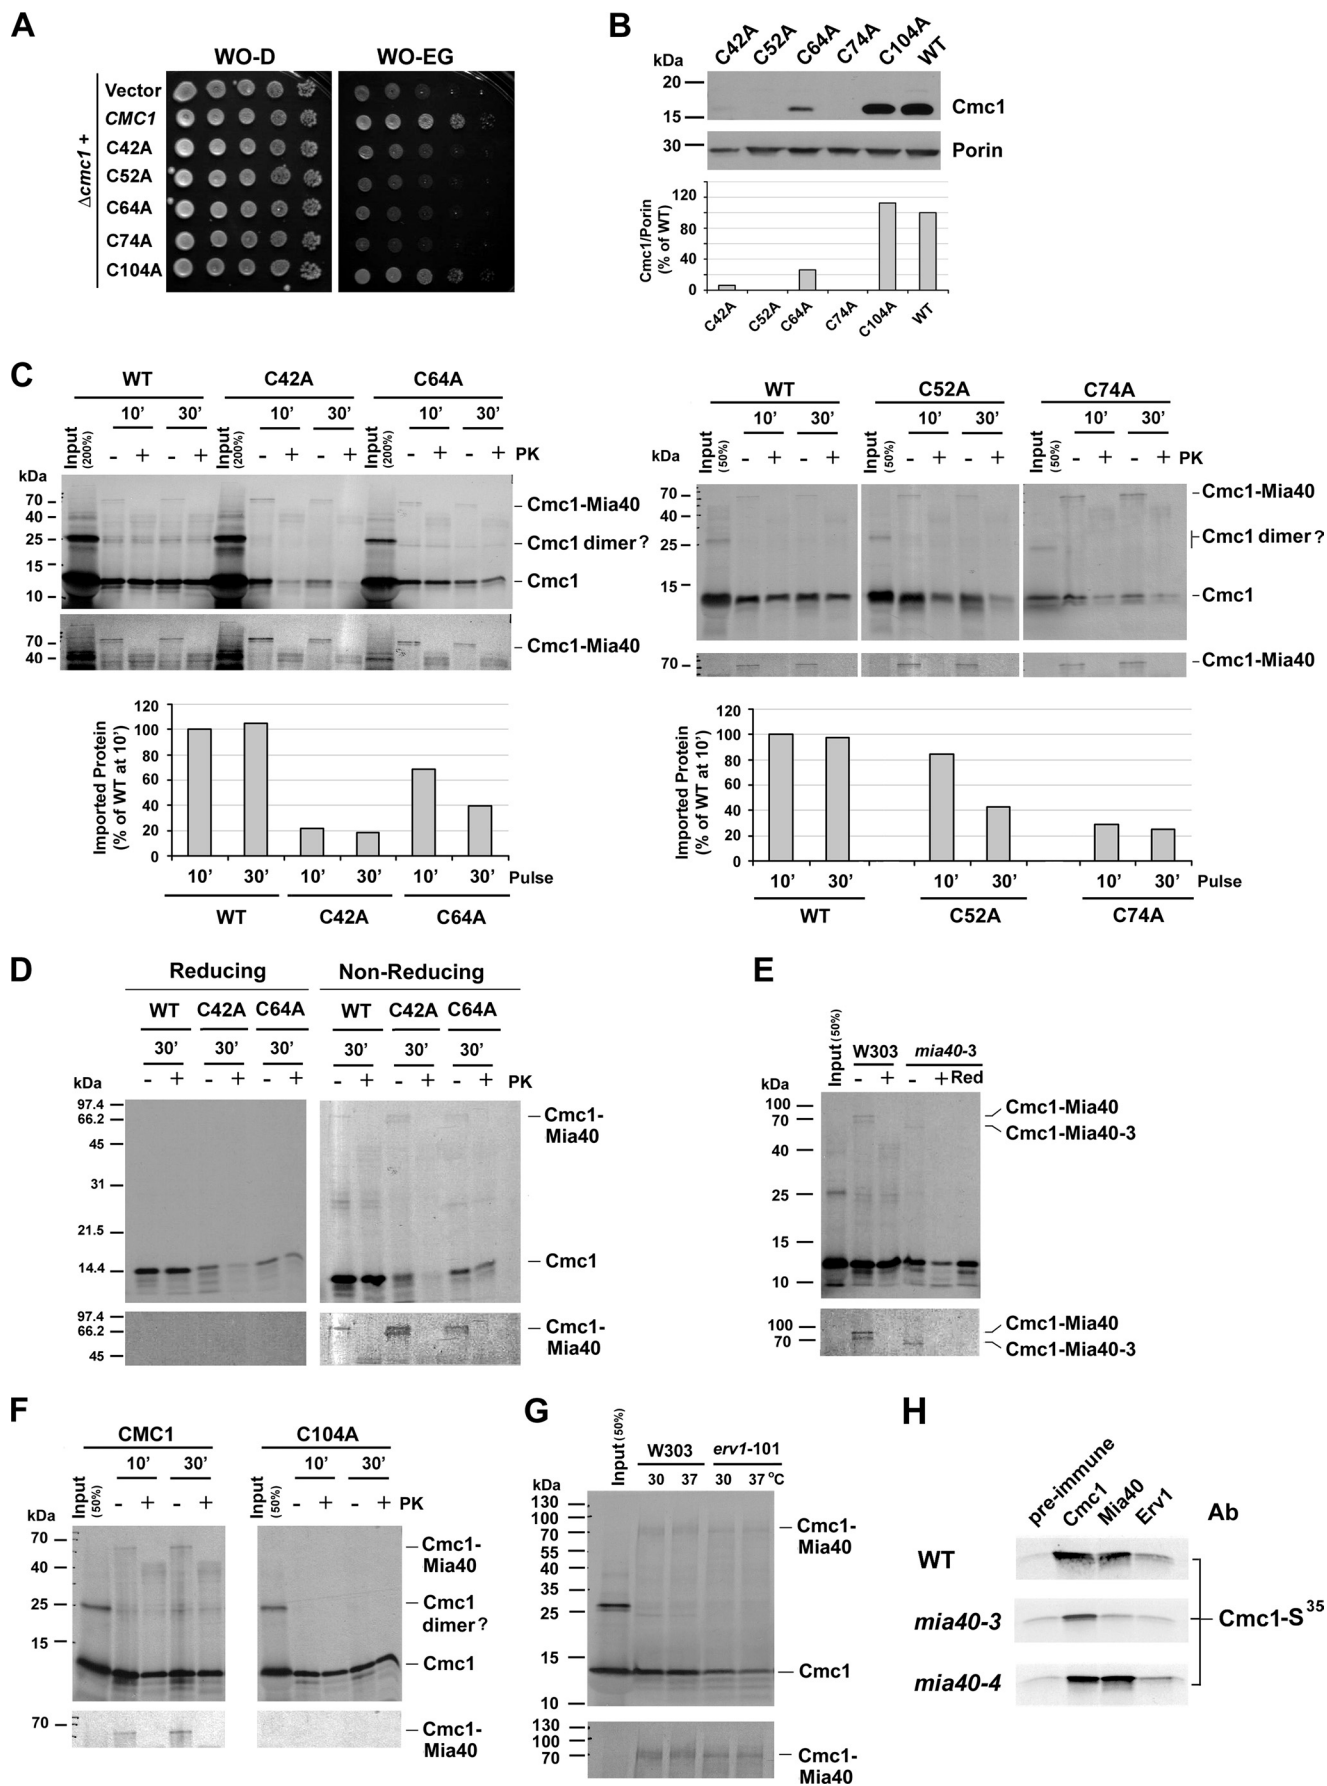 A
WO-D WO-EG
Δcmc1 +
Vector
CMC1
C42A
C52A
C64A
C74A
C104A
B
C42A C52A C64A C74A C104A WT
kDa
20
15
Cmc1
30
Porin
Cmc1/Porin
(% of WT)
120
80
40
0
C42A C52A C64A C74A C104A WT
C
WT C42A C64A
Input (200%) 10' 30' Input (200%) 10' 30' Input (200%) 10' 30'
- + - + - + - + - + - + PK
kDa
70
40
25
15
10
Cmc1-Mia40
Cmc1 dimer ?
Cmc1
70
40
Cmc1-Mia40
Imported Protein
(% of WT at 10')
120
100
80
60
40
20
0
10' 30' 10' 30' 10' 30' Pulse
WT C42A C64A
WT C52A C74A
Input (50%) 10' 30' Input (50%) 10' 30' Input (50%) 10' 30'
kDa - + - + - + - + - + - + PK
70
40
25
15
Cmc1-Mia40
Cmc1 dimer ?
Cmc1
70
Cmc1-Mia40
Imported Protein
(% of WT at 10')
120
100
80
60
40
20
0
10' 30' 10' 30' 10' 30' Pulse
WT C52A C74A
D
Reducing Non-Reducing
WT C42A C64A WT C42A C64A
30' 30' 30' 30' 30' 30'
kDa - + - + - + - + - + - + PK
97.4
66.2
45
31
21.5
14.4
Cmc1-
Mia40
Cmc1
97.4
66.2
45
Cmc1-
Mia40
E
Input (50%) W303 mia40-3
kDa - + - + Red
100
70
40
25
15
10
Cmc1-Mia40
Cmc1-Mia40-3
100
70
Cmc1-Mia40
Cmc1-Mia40-3
F
CMC1 C104A
Input (50%) 10' 30' Input (50%) 10' 30'
kDa - + - + - + - + PK
70
40
25
15
Cmc1-
Mia40
Cmc1
dimer ?
Cmc1
70
Cmc1-
Mia40
G
Input (50%) W303 erv1-101
kDa 30 37 30 37 °C
130
100
70
55
40
35
25
15
10
Cmc1-
Mia40
Cmc1
130
100
70
Cmc1-
Mia40
H
pre-immune Cmc1 Mia40 Erv1 Ab
WT
mia40-3
mia40-4
Cmc1-S35